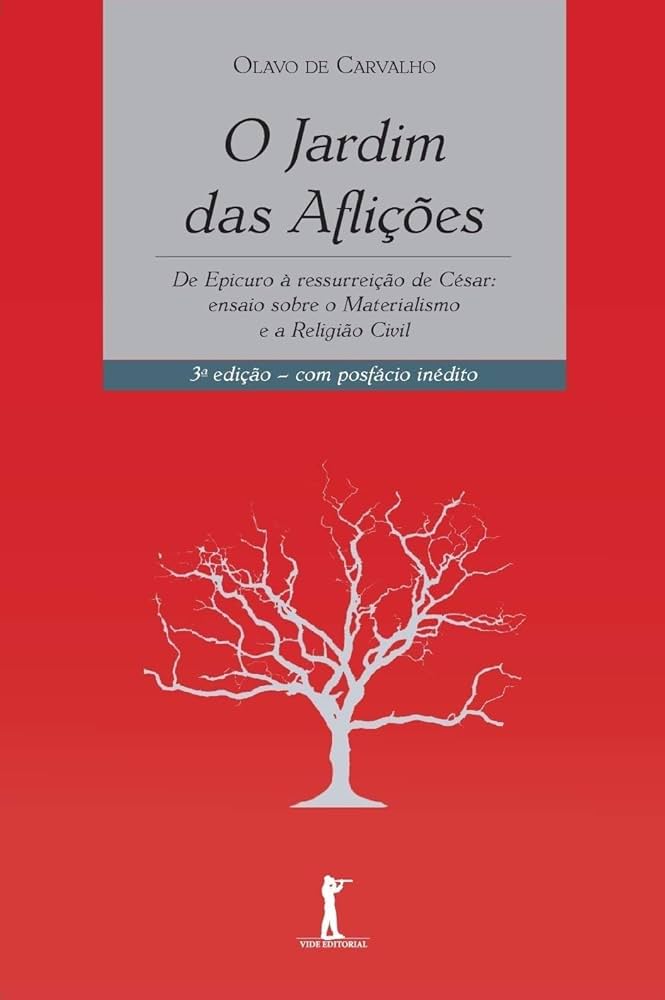 Olavo de Carvalho
O Jardim
das Aflições
De Epicuro à ressurreição de César:
ensaio sobre o Materialismo
e a Religião Civil
3ª edição – com posfácio inédito
VIDE EDITORIAL